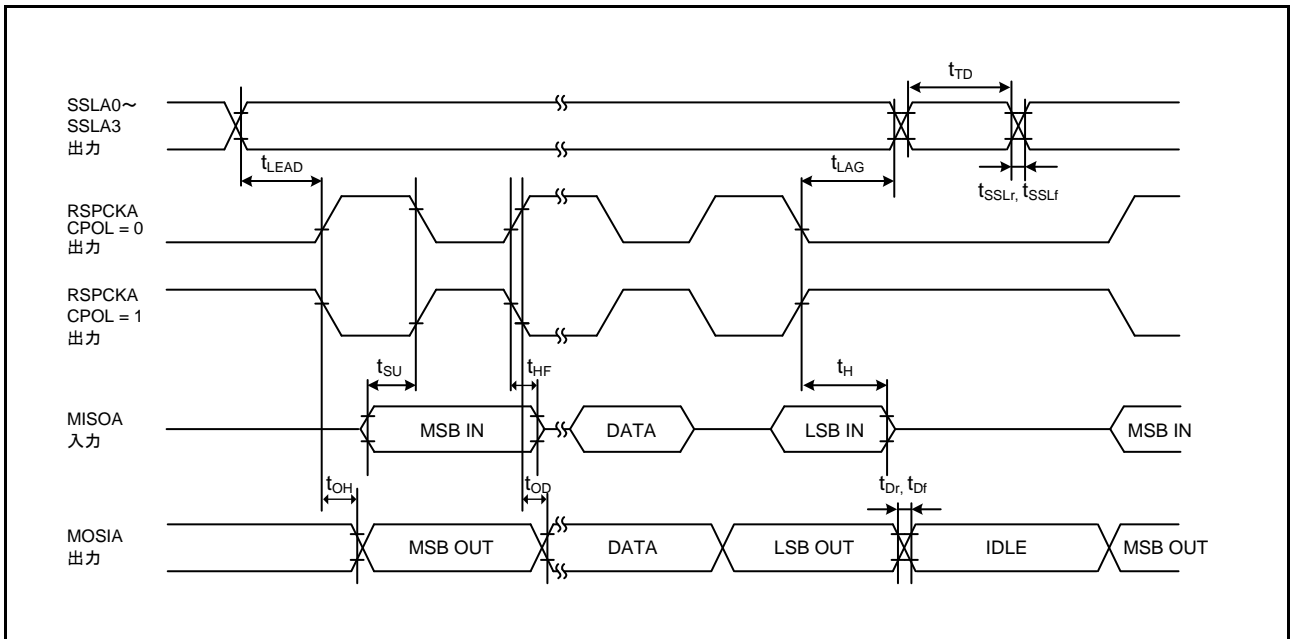 SSLA0～
SSLA3
出力
tTD
tLEAD
tLAG
tSSLr, tSSLf
RSPCKA
CPOL = 0
出力
RSPCKA
CPOL = 1
出力
tSU
tHF
tH
MISOA
入力
MSB IN
DATA
LSB IN
MSB IN
tOH
tOD
tDr, tDf
MOSIA
出力
MSB OUT
DATA
LSB OUT
IDLE
MSB OUT